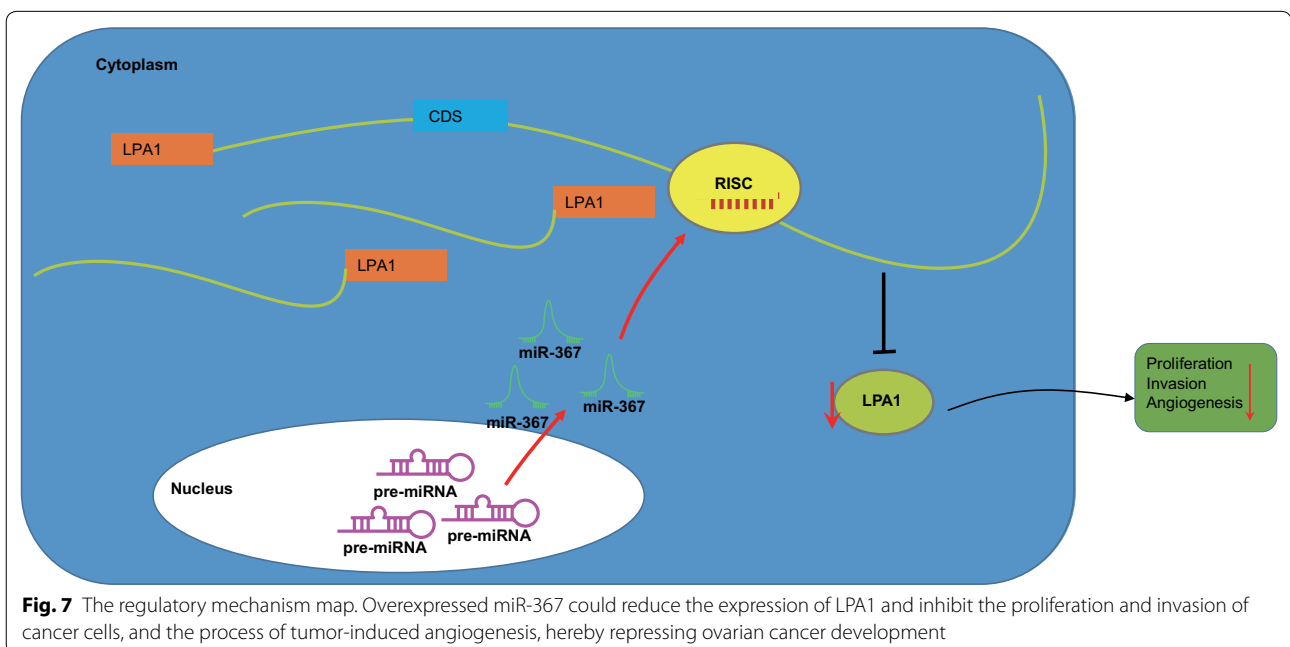 Cytoplasm
CDS
LPA1
RISC
LPA1
LPA1
miR-367
miR-367
miR-367
Proliferation
Invasion
Angiogenesis
LPA1
Nucleus
pre-miRNA
pre-miRNA
pre-miRNA
Fig. 7 The regulatory mechanism map. Overexpressed miR-367 could reduce the expression of LPA1 and inhibit the proliferation and invasion of
cancer cells, and the process of tumor-induced angiogenesis, hereby repressing ovarian cancer development